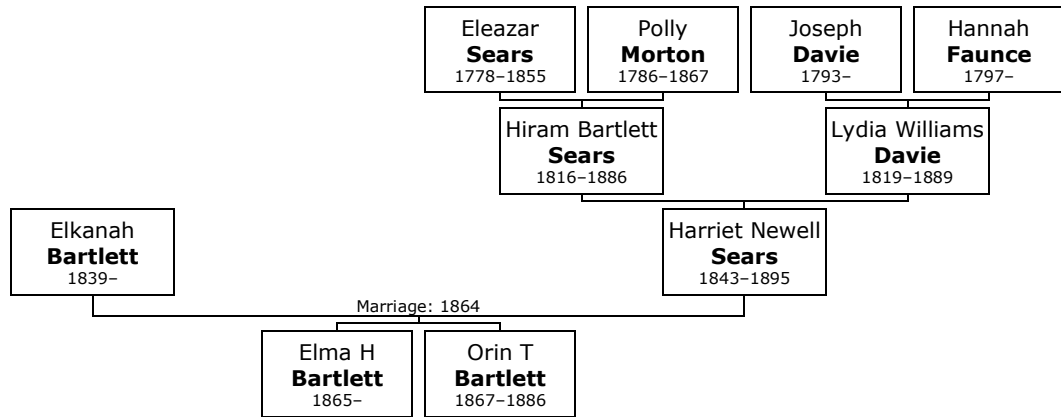 Eleazar
Sears
1778–1855
Polly
Morton
1786–1867
Joseph
Davie
1793–
Hannah
Faunce
1797–
Hiram Bartlett
Sears
1816–1886
Lydia Williams
Davie
1819–1889
Elkanah
Bartlett
1839–
Harriet Newell
Sears
1843–1895
Marriage: 1864
Elma H
Bartlett
1865–
Orin T
Bartlett
1867–1886